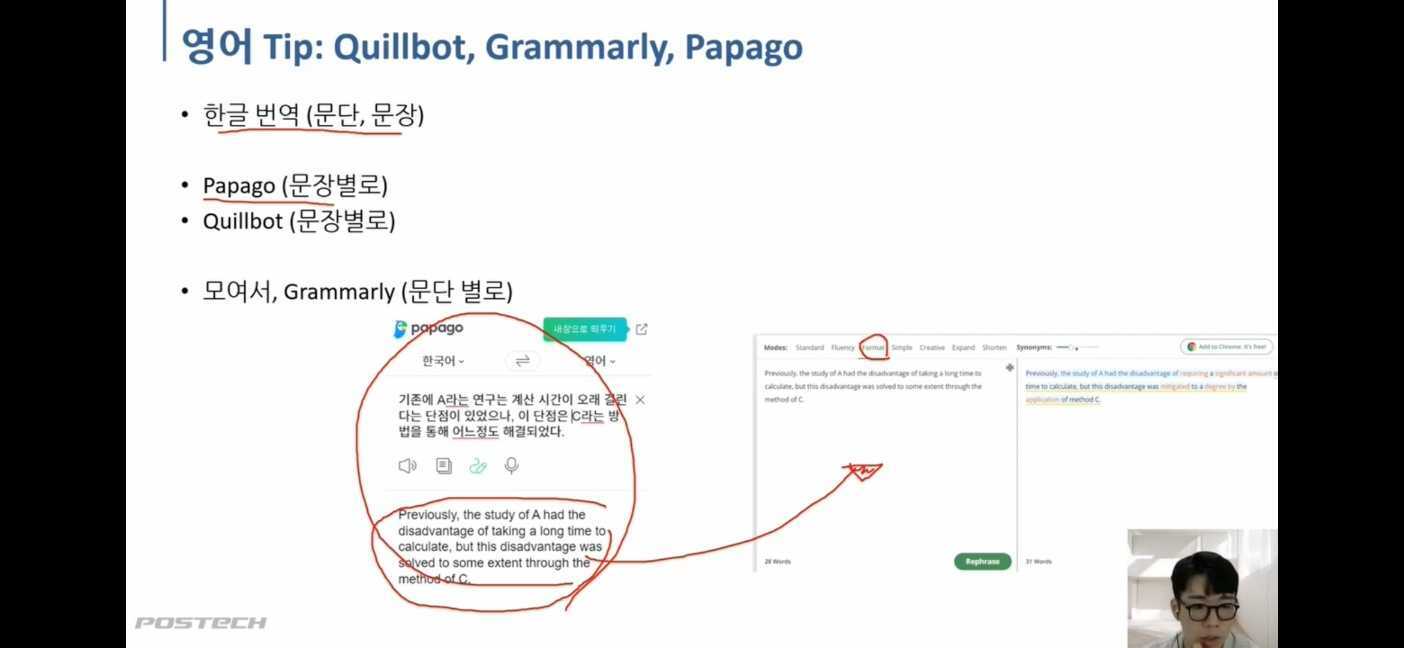 영어 Tip: Quillbot, Grammarly, Papago
• 한글 번역 (문단, 문장)
• Papago (문장별로)
• Quillbot (문장별로)
• 모여서, Grammarly (문단 별로)
papago
새창으로 띄우기
한국어
영어
기존에 A라는 연구는 계산 시간이 오래 걸린
다는 단점이 있었으나, 이 단점은 C라는 방
법을 통해 어느정도 해결되었다.
Previously, the study of A had the
disadvantage of taking a long time to
calculate, but this disadvantage was
solved to some extent through the
method of C.
Modes: Standard Fluency Formal Simple Creative Expand Shorten Synonyms:
Add to Chrome. It's free!
Previously, the study of A had the disadvantage of taking a long time to
calculate, but this disadvantage was solved to some extent through the
method of C.
28 Words
Rephrase
Previously, the study of A had the disadvantage of requiring a significant amount o
time to calculate, but this disadvantage was mitigated to a degree by the
application of method C.
31 Words
POSTECH